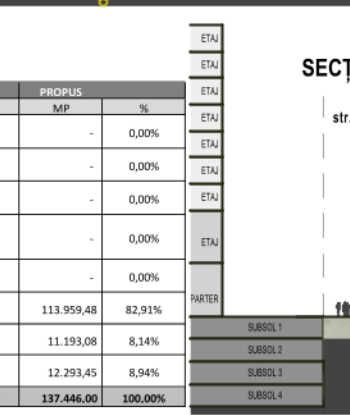 PROPUS
MP %
- 0,00%
- 0,00%
- 0,00%
- 0,00%
- 0,00%
113.959,48 82,91%
11.193,08 8,14%
12.293,45 8,94%
137.446,00 100,00%
ETAJ
ETAJ
ETAJ
ETAJ
ETAJ
ETAJ
ETAJ
ETAJ
PARTER
SUBSOL 1
SUBSOL 2
SUBSOL 3
SUBSOL 4
SECȚ
str.